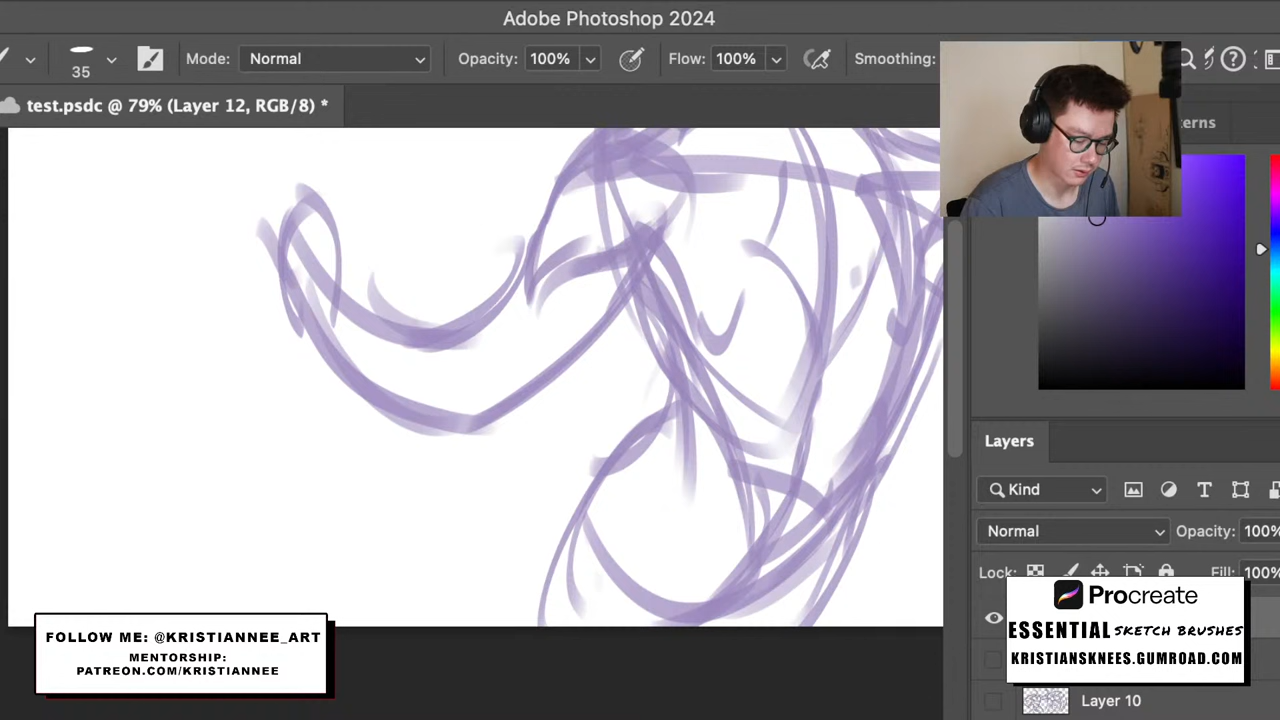 Adobe Photoshop 2024
35
Mode: Normal
Opacity: 100%
Flow: 100%
Smoothing:
test.psdc @ 79% (Layer 12, RGB/8) *
terns
Layers
Kind
Normal
Opacity: 100%
Lock:
Fill: 100%
Layer 10
FOLLOW ME: @KRISTIANNEE_ART
MENTORSHIP:
PATREON.COM/KRISTIANNEE
Procreate
ESSENTIAL SKETCH BRUSHES
KRISTIANSKNEES.GUMROAD.COM